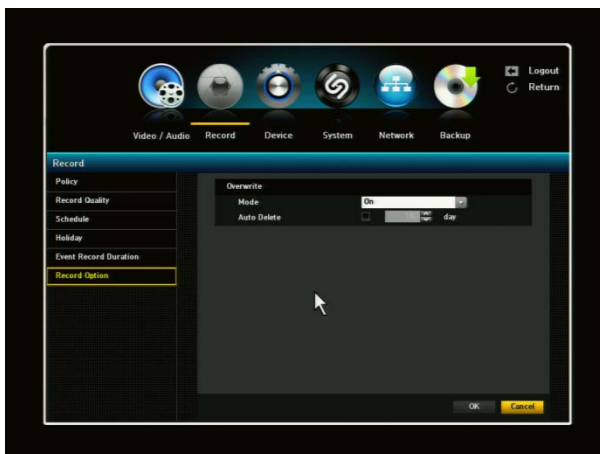 Logout
Return
Video / Audio Record Device System Network Backup
Record
Policy
Record Quality
Schedule
Holiday
Event Record Duration
Record Option
Overwrite
Mode On
Auto Delete day
OK Cancel